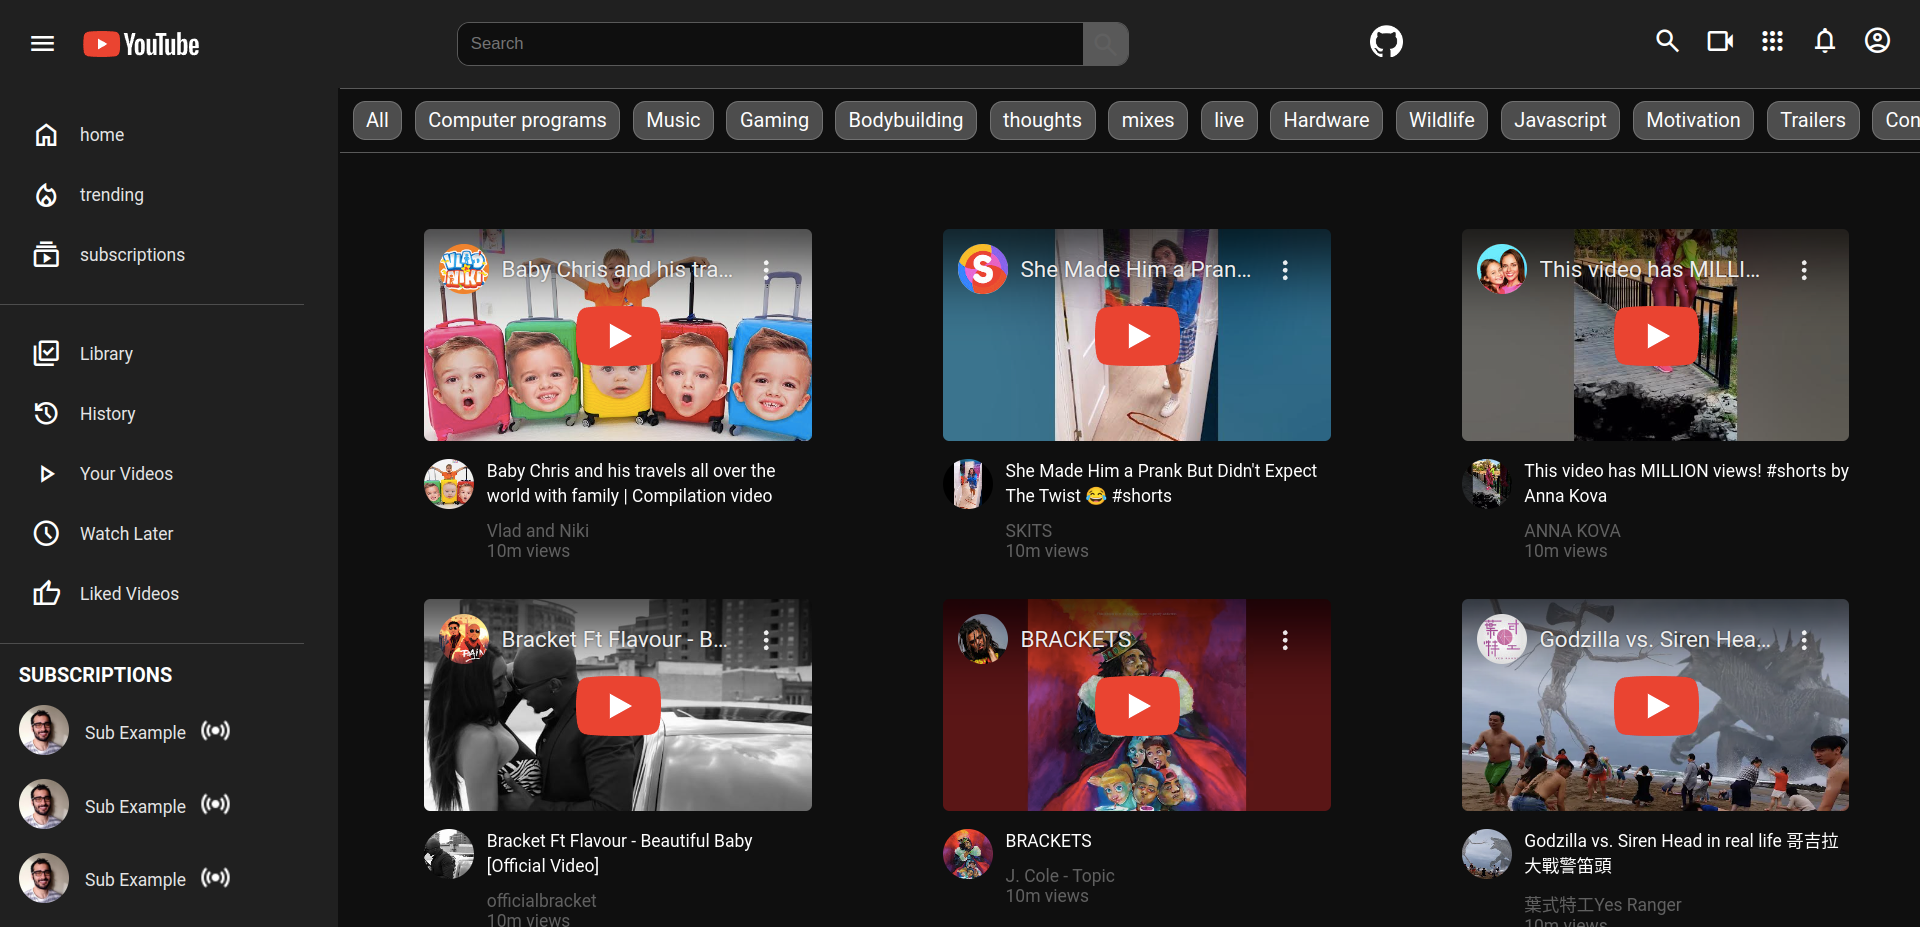 YouTube
Search
home
trending
subscriptions
Library
History
Your Videos
Watch Later
Liked Videos
SUBSCRIPTIONS
Sub Example
Sub Example
Sub Example
All Computer programs Music Gaming Bodybuilding thoughts mixes live Hardware Wildlife Javascript Motivation Trailers Con
VLAD NIKI
Baby Chris and his tra...
S
She Made Him a Pran...
This video has MILLI...
Baby Chris and his travels all over the
world with family | Compilation video
Vlad and Niki
10m views
She Made Him a Prank But Didn't Expect
The Twist 😂 #shorts
SKITS
10m views
This video has MILLION views! #shorts by
Anna Kova
ANNA KOVA
10m views
Bracket Ft Flavour - B...
BRACKETS
葉式特工
Godzilla vs. Siren Hea...
Bracket Ft Flavour - Beautiful Baby
[Official Video]
officialbracket
10m views
BRACKETS
J. Cole - Topic
10m views
Godzilla vs. Siren Head in real life 哥吉拉
大戰警笛頭
葉式特工Yes Ranger
10m views